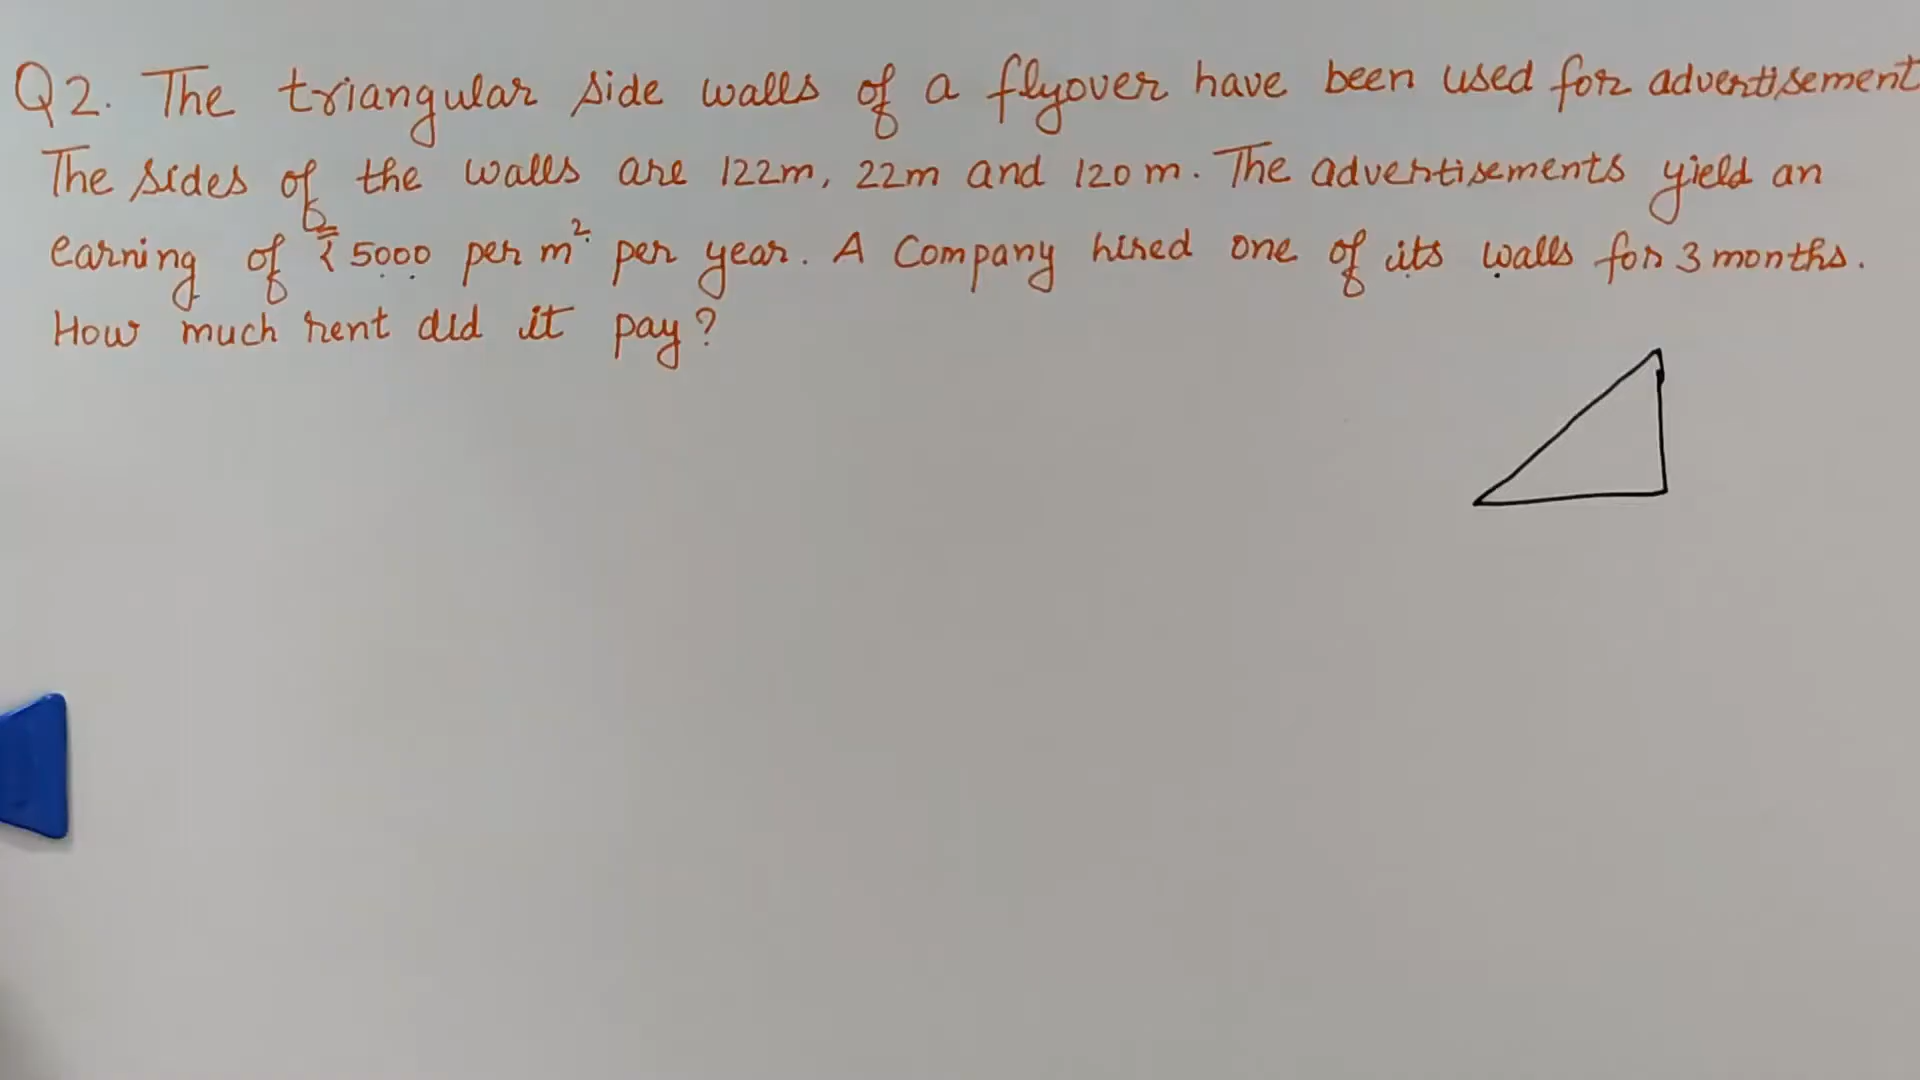 Q2. The triangular side walls of a flyover have been used for advertisement
The sides of the walls are 122m, 22m and 120 m. The advertisements yield an
earning of ₹ 5000 per m² per year. A Company hired one of its walls for 3 months.
How much rent did it pay?